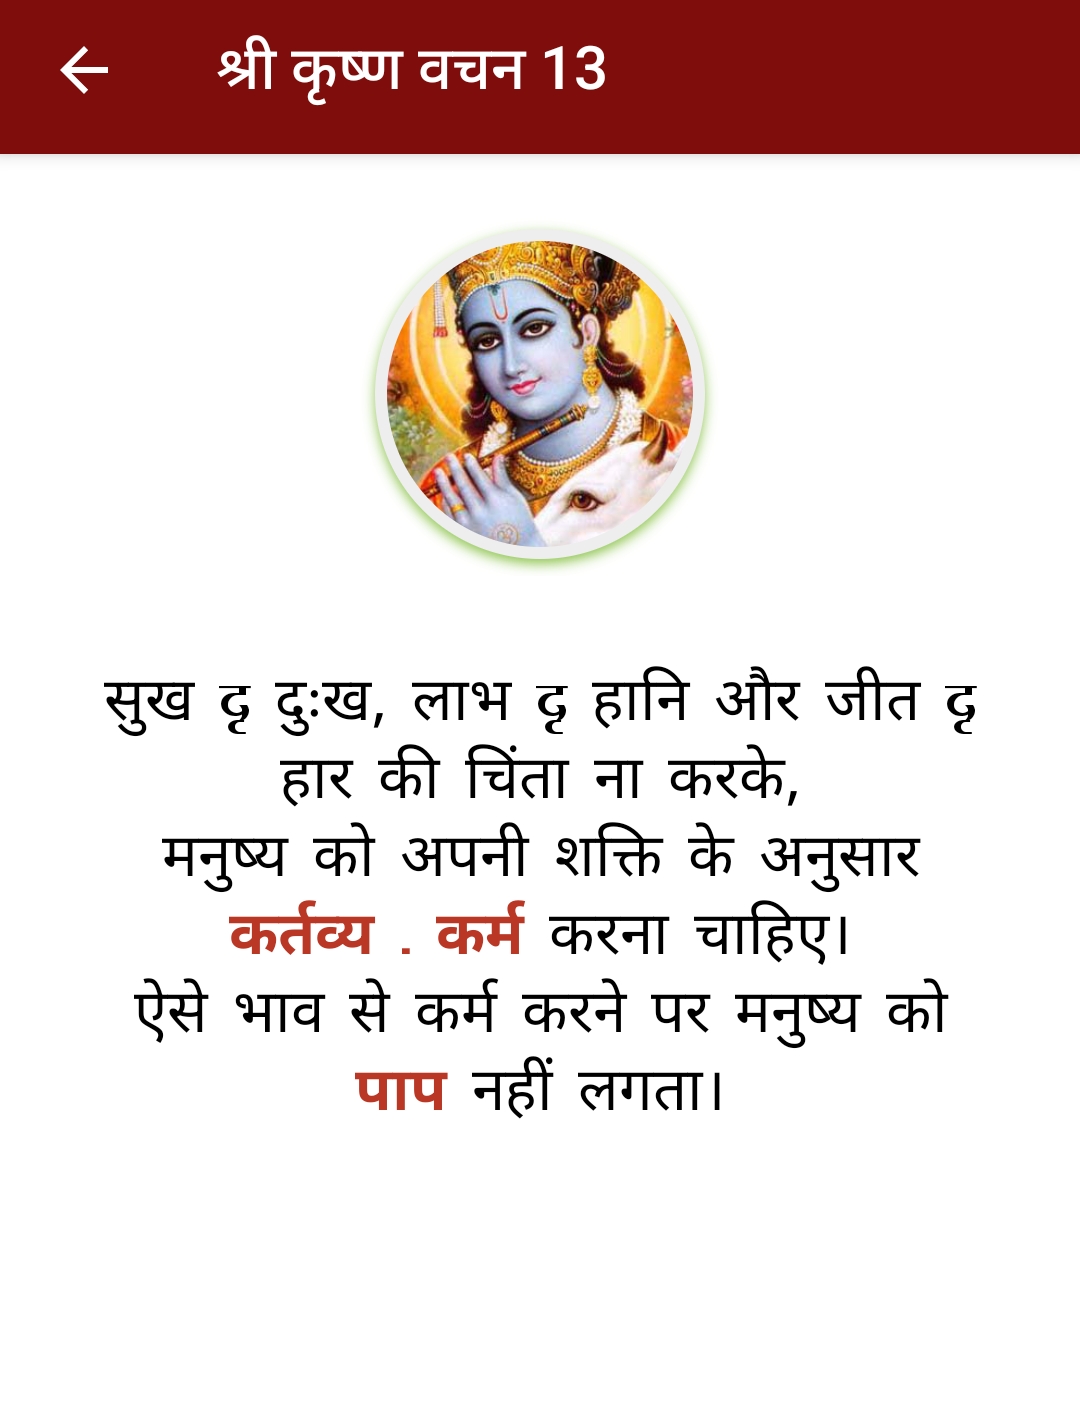 श्री कृष्ण वचन 13
सुख दृ दुःख, लाभ दृ हानि और जीत दृ
हार की चिंता ना करके,
मनुष्य को अपनी शक्ति के अनुसार
कर्तव्य . कर्म करना चाहिए।
ऐसे भाव से कर्म करने पर मनुष्य को
पाप नहीं लगता।